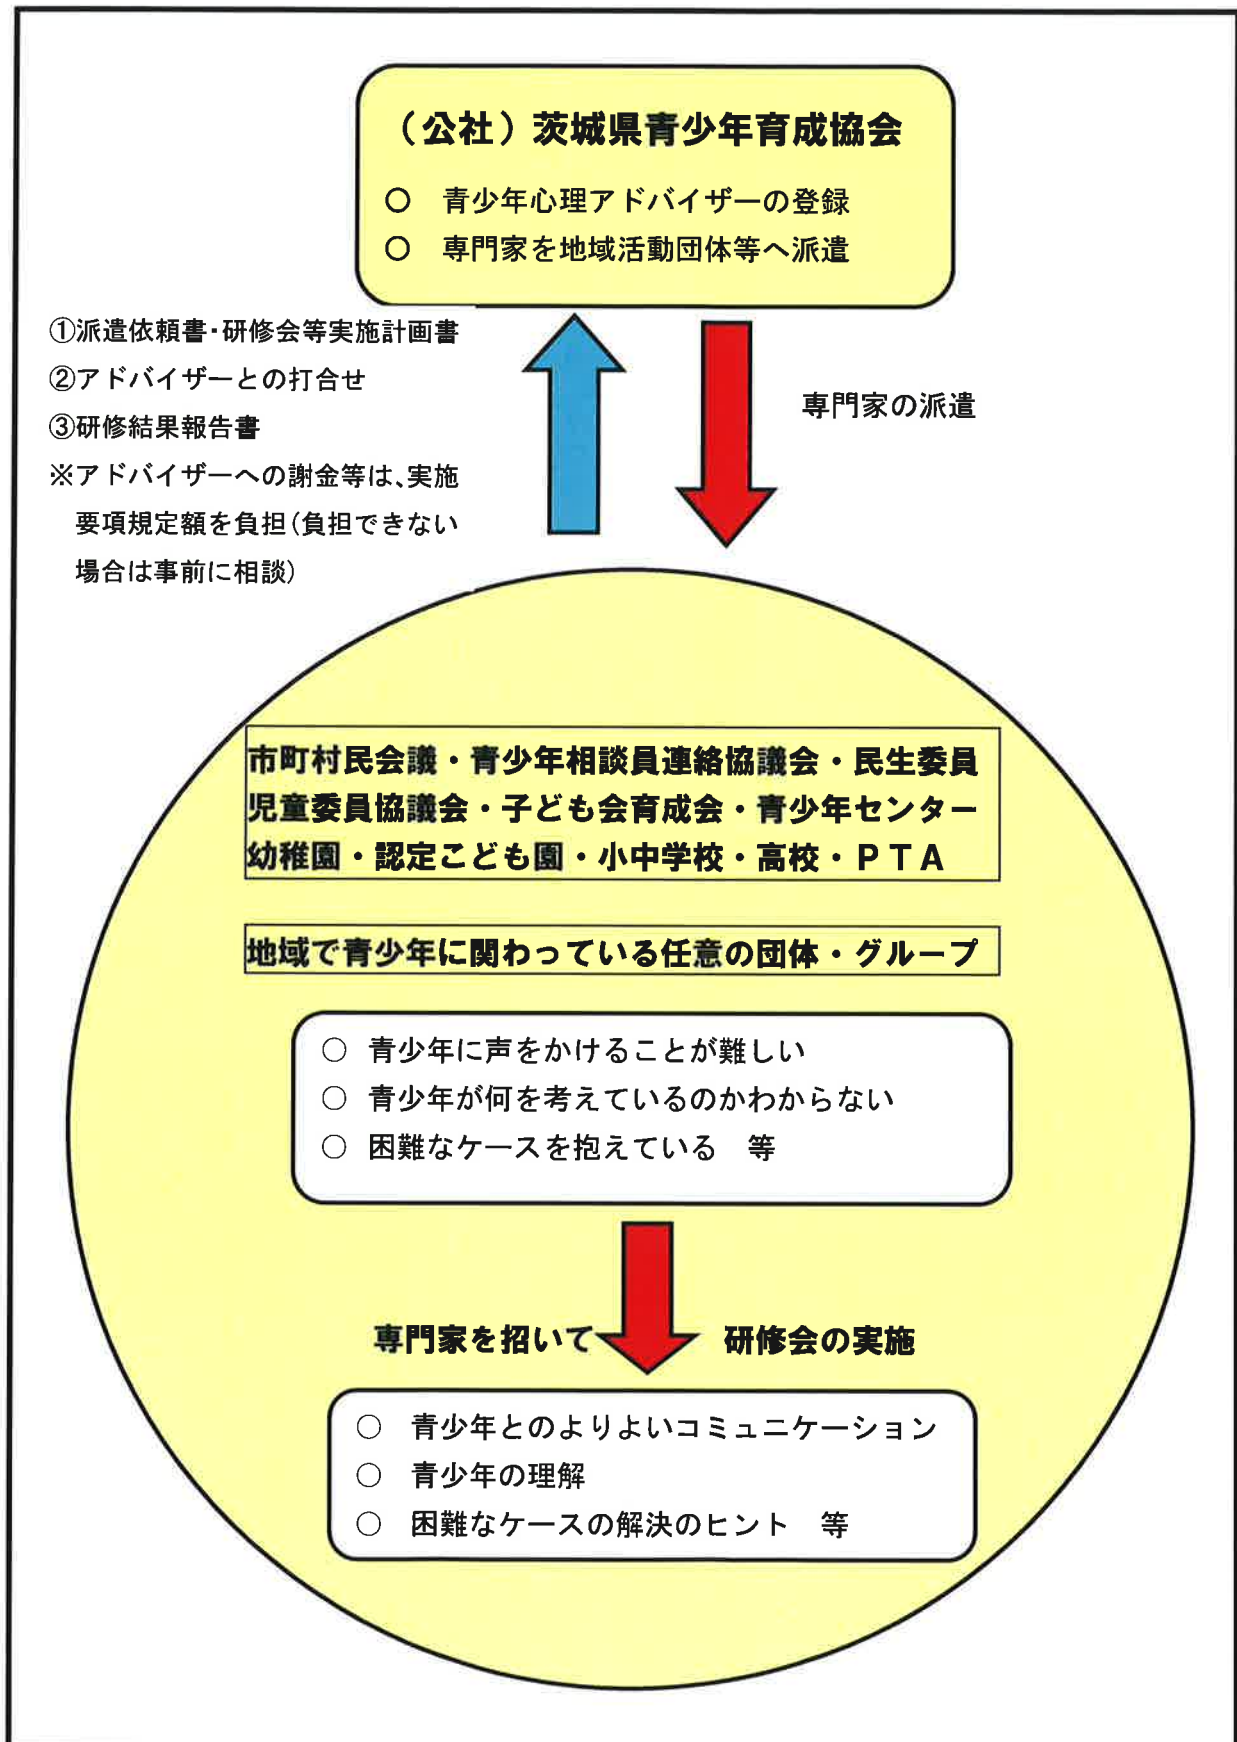 （公社）茨城県青少年育成協会
○　青少年心理アドバイザーの登録
○　専門家を地域活動団体等へ派遣
①派遣依頼書・研修会等実施計画書
②アドバイザーとの打合せ
③研修結果報告書
※アドバイザーへの謝金等は、実施
要項規定額を負担（負担できない
場合は事前に相談）
専門家の派遣
市町村民会議・青少年相談員連絡協議会・民生委員
児童委員協議会・子ども会育成会・青少年センター
幼稚園・認定こども園・小中学校・高校・ＰＴＡ
地域で青少年に関わっている任意の団体・グループ
○　青少年に声をかけることが難しい
○　青少年が何を考えているのかわからない
○　困難なケースを抱えている　等
専門家を招いて　研修会の実施
○　青少年とのよりよいコミュニケーション
○　青少年の理解
○　困難なケースの解決のヒント　等